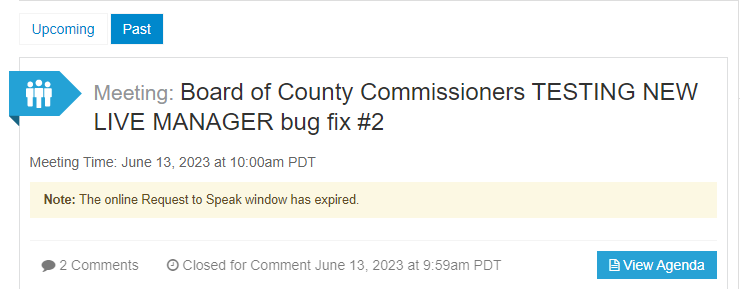 Upcoming
Past
Meeting: Board of County Commissioners TESTING NEW
LIVE MANAGER bug fix #2
Meeting Time: June 13, 2023 at 10:00am PDT
Note: The online Request to Speak window has expired.
2 Comments
Closed for Comment June 13, 2023 at 9:59am PDT
View Agenda